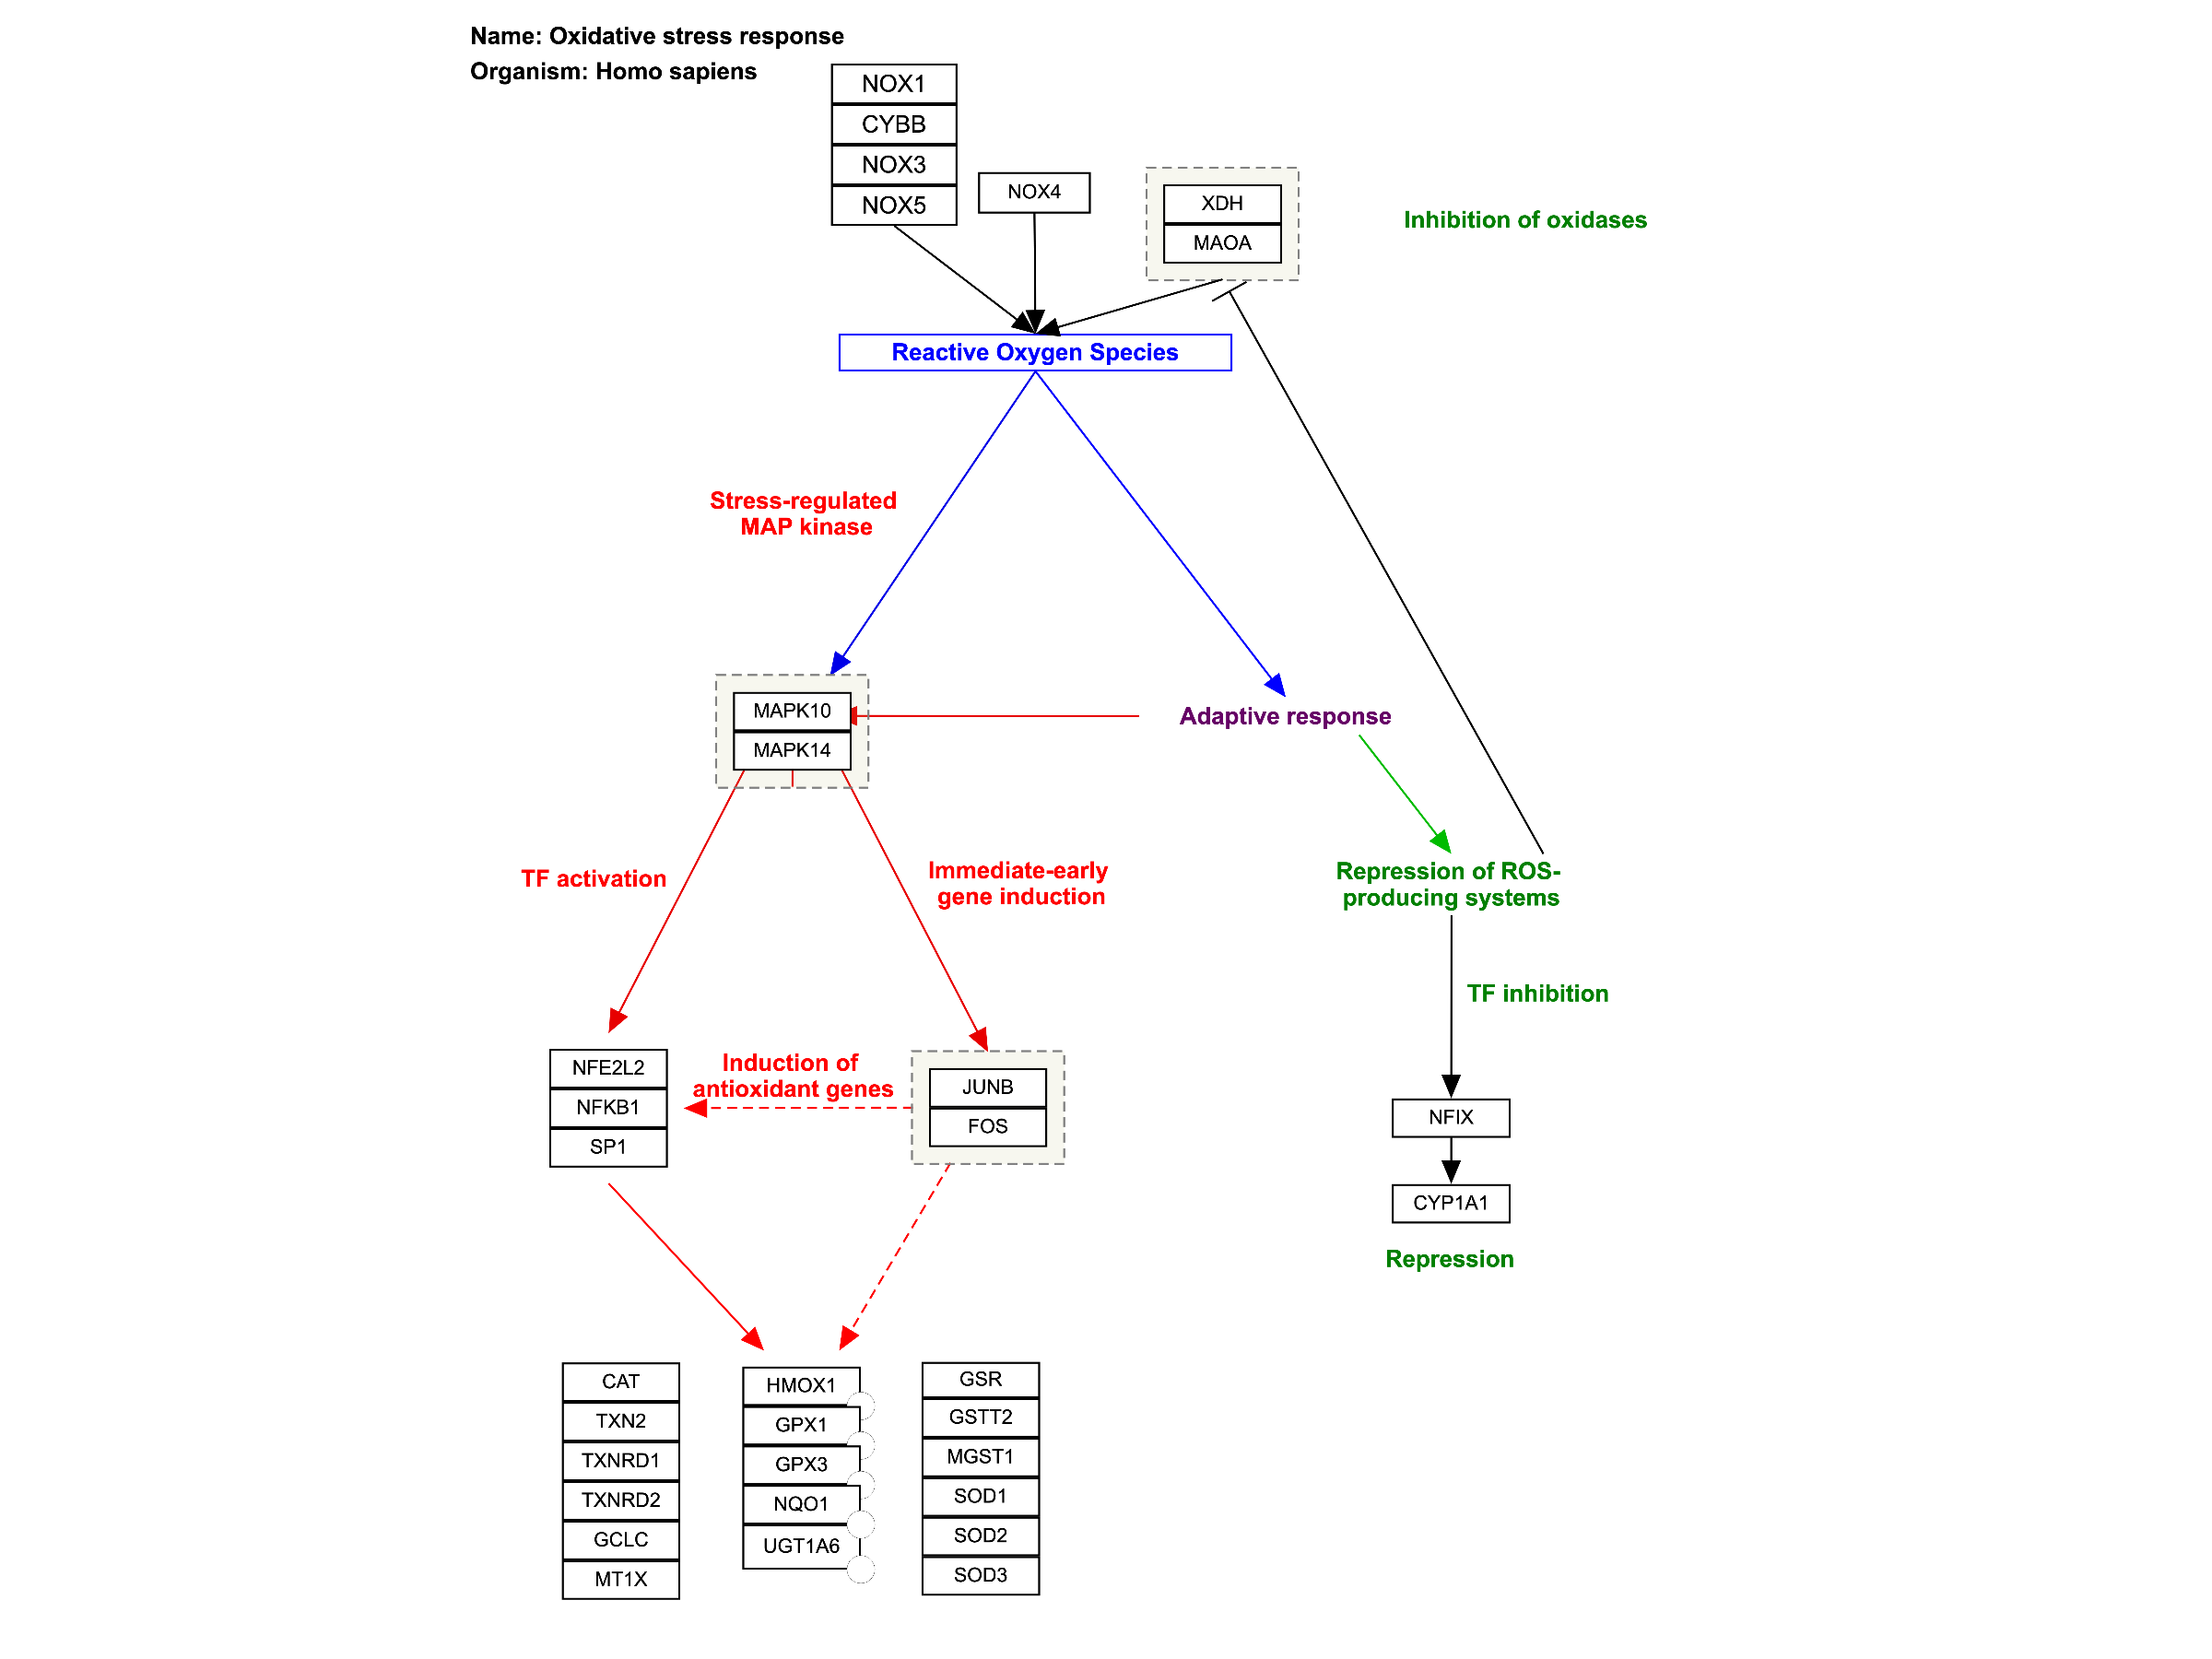 Name: Oxidative stress response
Organism: Homo sapiens
NOX1
CYBB
NOX3
NOX5
NOX4
XDH
MAOA
Inhibition of oxidases
Reactive Oxygen Species
Stress-regulated
MAP kinase
MAPK10
MAPK14
Adaptive response
TF activation
Immediate-early
gene induction
Repression of ROS-
producing systems
TF inhibition
NFE2L2
NFKB1
SP1
Induction of
antioxidant genes
JUNB
FOS
NFIX
CYP1A1
Repression
CAT
TXN2
TXNRD1
TXNRD2
GCLC
MT1X
HMOX1
GPX1
GPX3
NQO1
UGT1A6
GSR
GSTT2
MGST1
SOD1
SOD2
SOD3